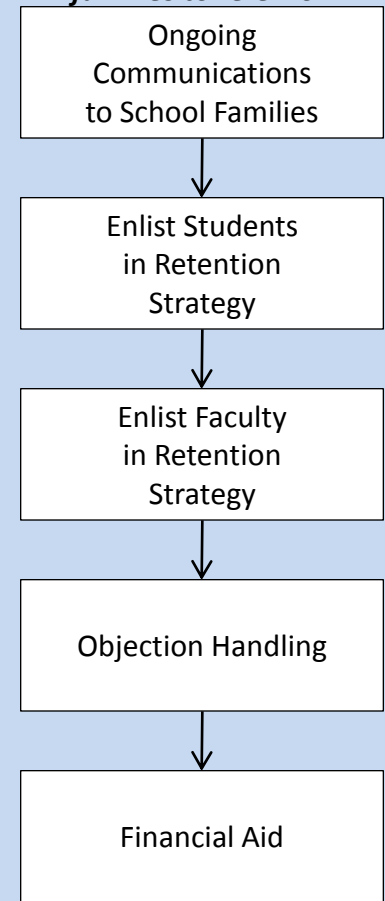 Ongoing
Communications
to School Families
Enlist Students
in Retention
Strategy
Enlist Faculty
in Retention
Strategy
Objection Handling
Financial Aid